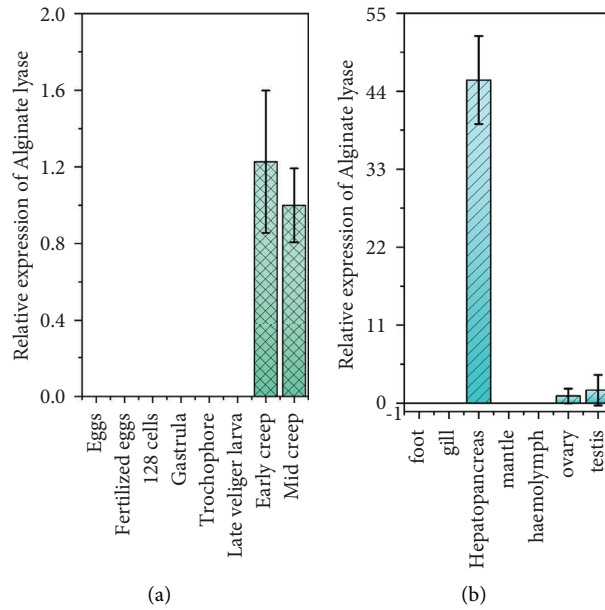 Relative expression of Alginate lyase
2.0
1.6
1.2
0.8
0.4
0.0
Eggs
Fertilized eggs
128 cells
Gastrula
Trochophore
Late veliger larva
Early creep
Mid creep
(a)
Relative expression of Alginate lyase
55
44
33
22
11
0
-1
foot
gill
Hepatopancreas
mantle
haemolymph
ovary
testis
(b)